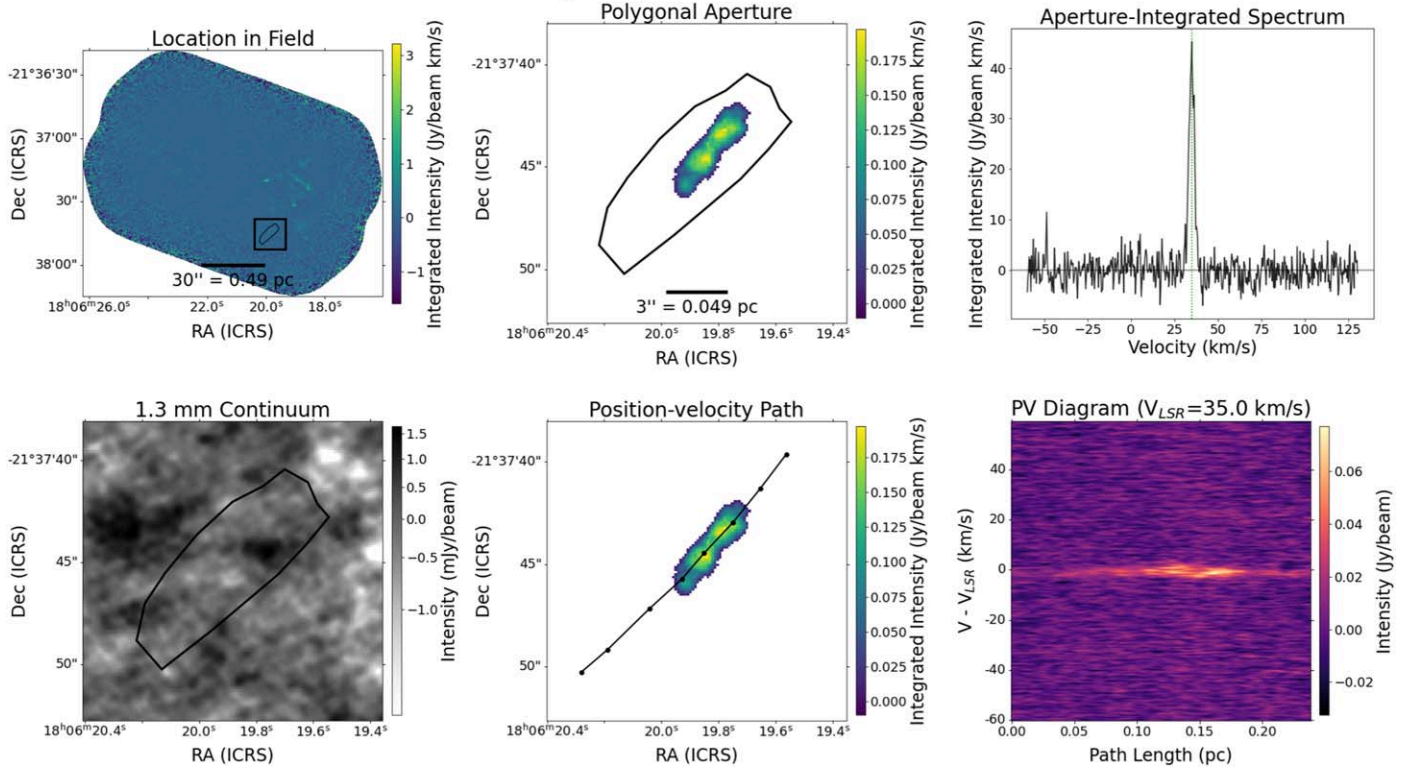 Location in Field
-21°36'30"
37'00"
30"
38'00"
Dec (ICRS)
30'' = 0.49 pc
18ʰ06ᵐ26.0ˢ 22.0ˢ 20.0ˢ 18.0ˢ
RA (ICRS)
3
2
1
0
−1
Integrated Intensity (Jy/beam km/s)
Polygonal Aperture
-21°37'40"
45"
50"
Dec (ICRS)
3'' = 0.049 pc
18ʰ06ᵐ20.4ˢ 20.0ˢ 19.8ˢ 19.6ˢ 19.4ˢ
RA (ICRS)
0.175
0.150
0.125
0.100
0.075
0.050
0.025
0.000
Integrated Intensity (Jy/beam km/s)
Aperture-Integrated Spectrum
40
30
20
10
0
Integrated Intensity (Jy/beam km/s)
−50 −25 0 25 50 75 100 125
Velocity (km/s)
1.3 mm Continuum
-21°37'40"
45"
50"
Dec (ICRS)
18ʰ06ᵐ20.4ˢ 20.0ˢ 19.8ˢ 19.6ˢ 19.4ˢ
RA (ICRS)
1.5
1.0
0.5
0.0
−0.5
−1.0
Intensity (mJy/beam)
Position-velocity Path
-21°37'40"
45"
50"
Dec (ICRS)
18ʰ06ᵐ20.4ˢ 20.0ˢ 19.8ˢ 19.6ˢ 19.4ˢ
RA (ICRS)
0.175
0.150
0.125
0.100
0.075
0.050
0.025
0.000
Integrated Intensity (Jy/beam km/s)
PV Diagram (V_LSR=35.0 km/s)
40
20
0
-20
-40
-60
V - V_LSR (km/s)
0.00 0.05 0.10 0.15 0.20
Path Length (pc)
0.06
0.04
0.02
0.00
−0.02
Intensity (Jy/beam)